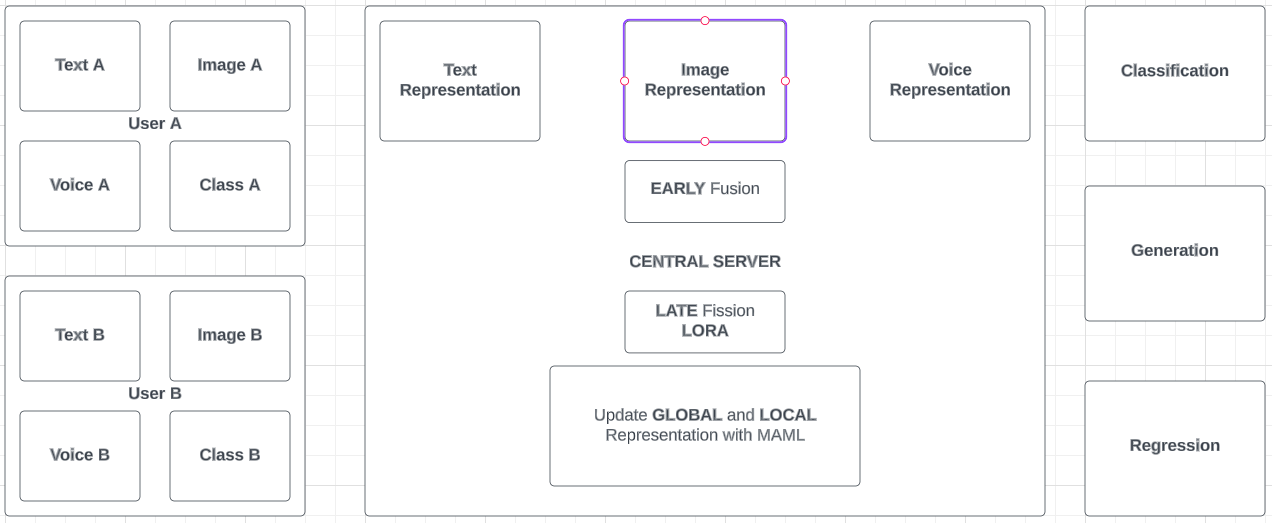 Text A
Image A
User A
Voice A
Class A
Text B
Image B
User B
Voice B
Class B
Text
Representation
Image
Representation
Voice
Representation
EARLY Fusion
CENTRAL SERVER
LATE Fission
LORA
Update GLOBAL and LOCAL
Representation with MAML
Classification
Generation
Regression